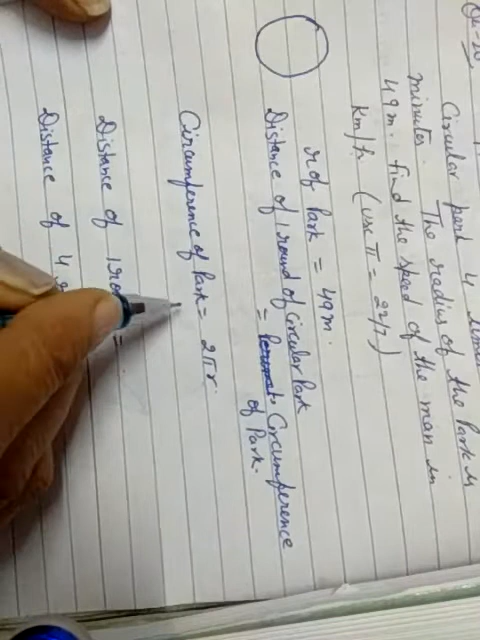 Circular park 4
minutes. The radius of the Park is
49m. find the speed of the man in
Km/h. (use π = 22/7)
r of Park = 49m.
Distance of 1 round of circular Park
= Circumference
of Park.
Circumference of Park = 2πr.
Distance of 1 =
Distance of 4